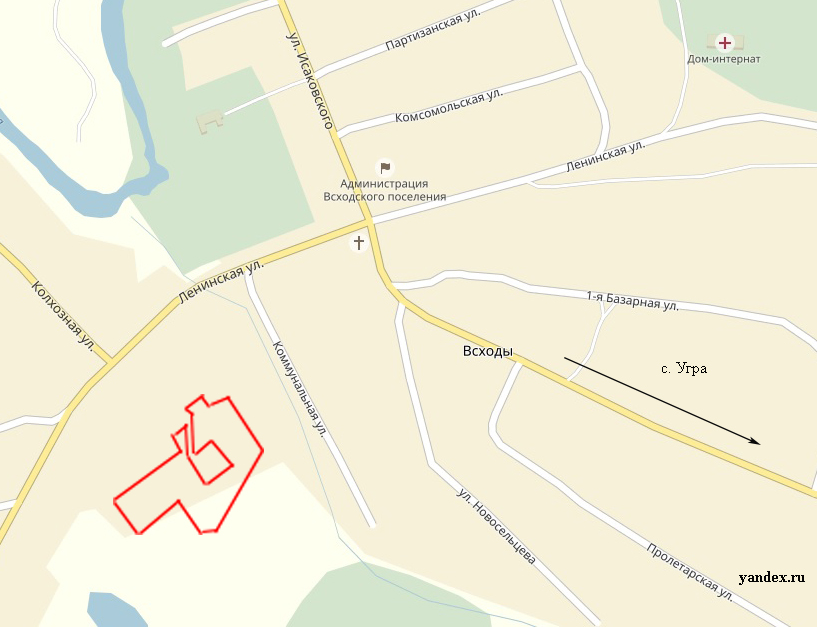 Партизанская ул.
Дом-интернат
ул. Исаковского
Комсомольская ул.
Ленинская ул.
Администрация
Всходского поселения
Ленинская ул.
Колхозная ул.
1-я Базарная ул.
Всходы
с. Угра
Коммунальная ул.
ул. Новосельцева
Пролетарская ул.
yandex.ru